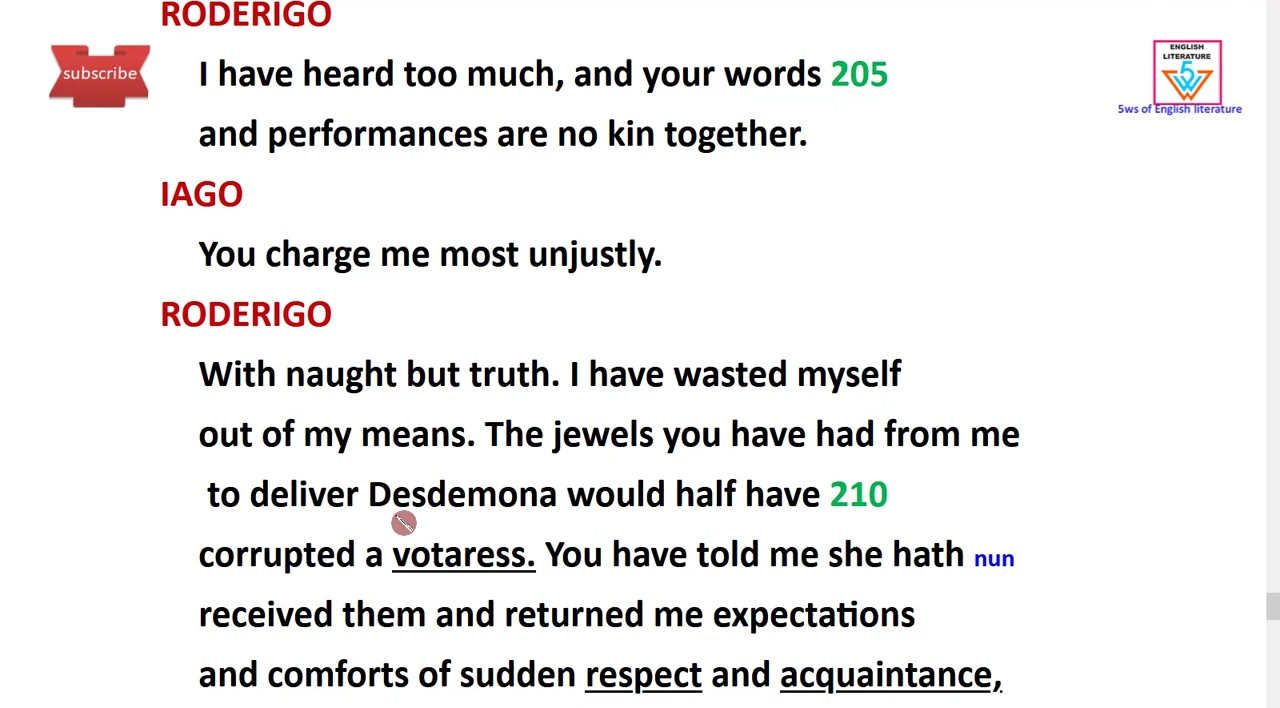 RODERIGO
subscribe
ENGLISH
LITERATURE
5
W
5ws of English literature
I have heard too much, and your words 205
and performances are no kin together.
IAGO
You charge me most unjustly.
RODERIGO
With naught but truth. I have wasted myself
out of my means. The jewels you have had from me
to deliver Desdemona would half have 210
corrupted a votaress. You have told me she hath nun
received them and returned me expectations
and comforts of sudden respect and acquaintance,